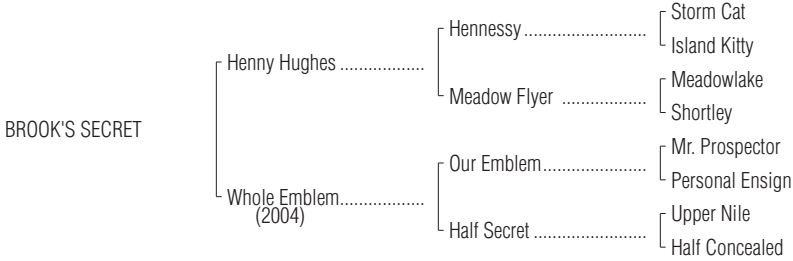 Storm Cat
Hennessy ........................
Island Kitty
Henny Hughes .................
Meadowlake
Meadow Flyer .................
Shortley
BROOK'S SECRET
Mr. Prospector
Our Emblem.....................
Personal Ensign
Whole Emblem.................
(2004)
Upper Nile
Half Secret ......................
Half Concealed